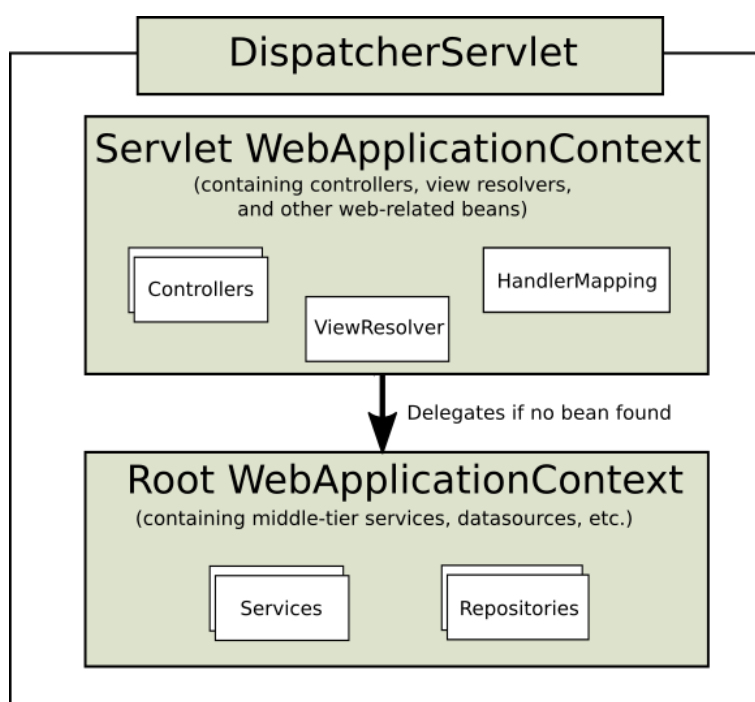 DispatcherServlet
Servlet WebApplicationContext
(containing controllers, view resolvers,
and other web-related beans)
Controllers
HandlerMapping
ViewResolver
Delegates if no bean found
Root WebApplicationContext
(containing middle-tier services, datasources, etc.)
Services
Repositories